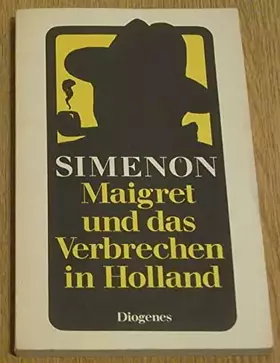 SIMENON
Maigret
und das
Verbrechen
in Holland
Diogenes